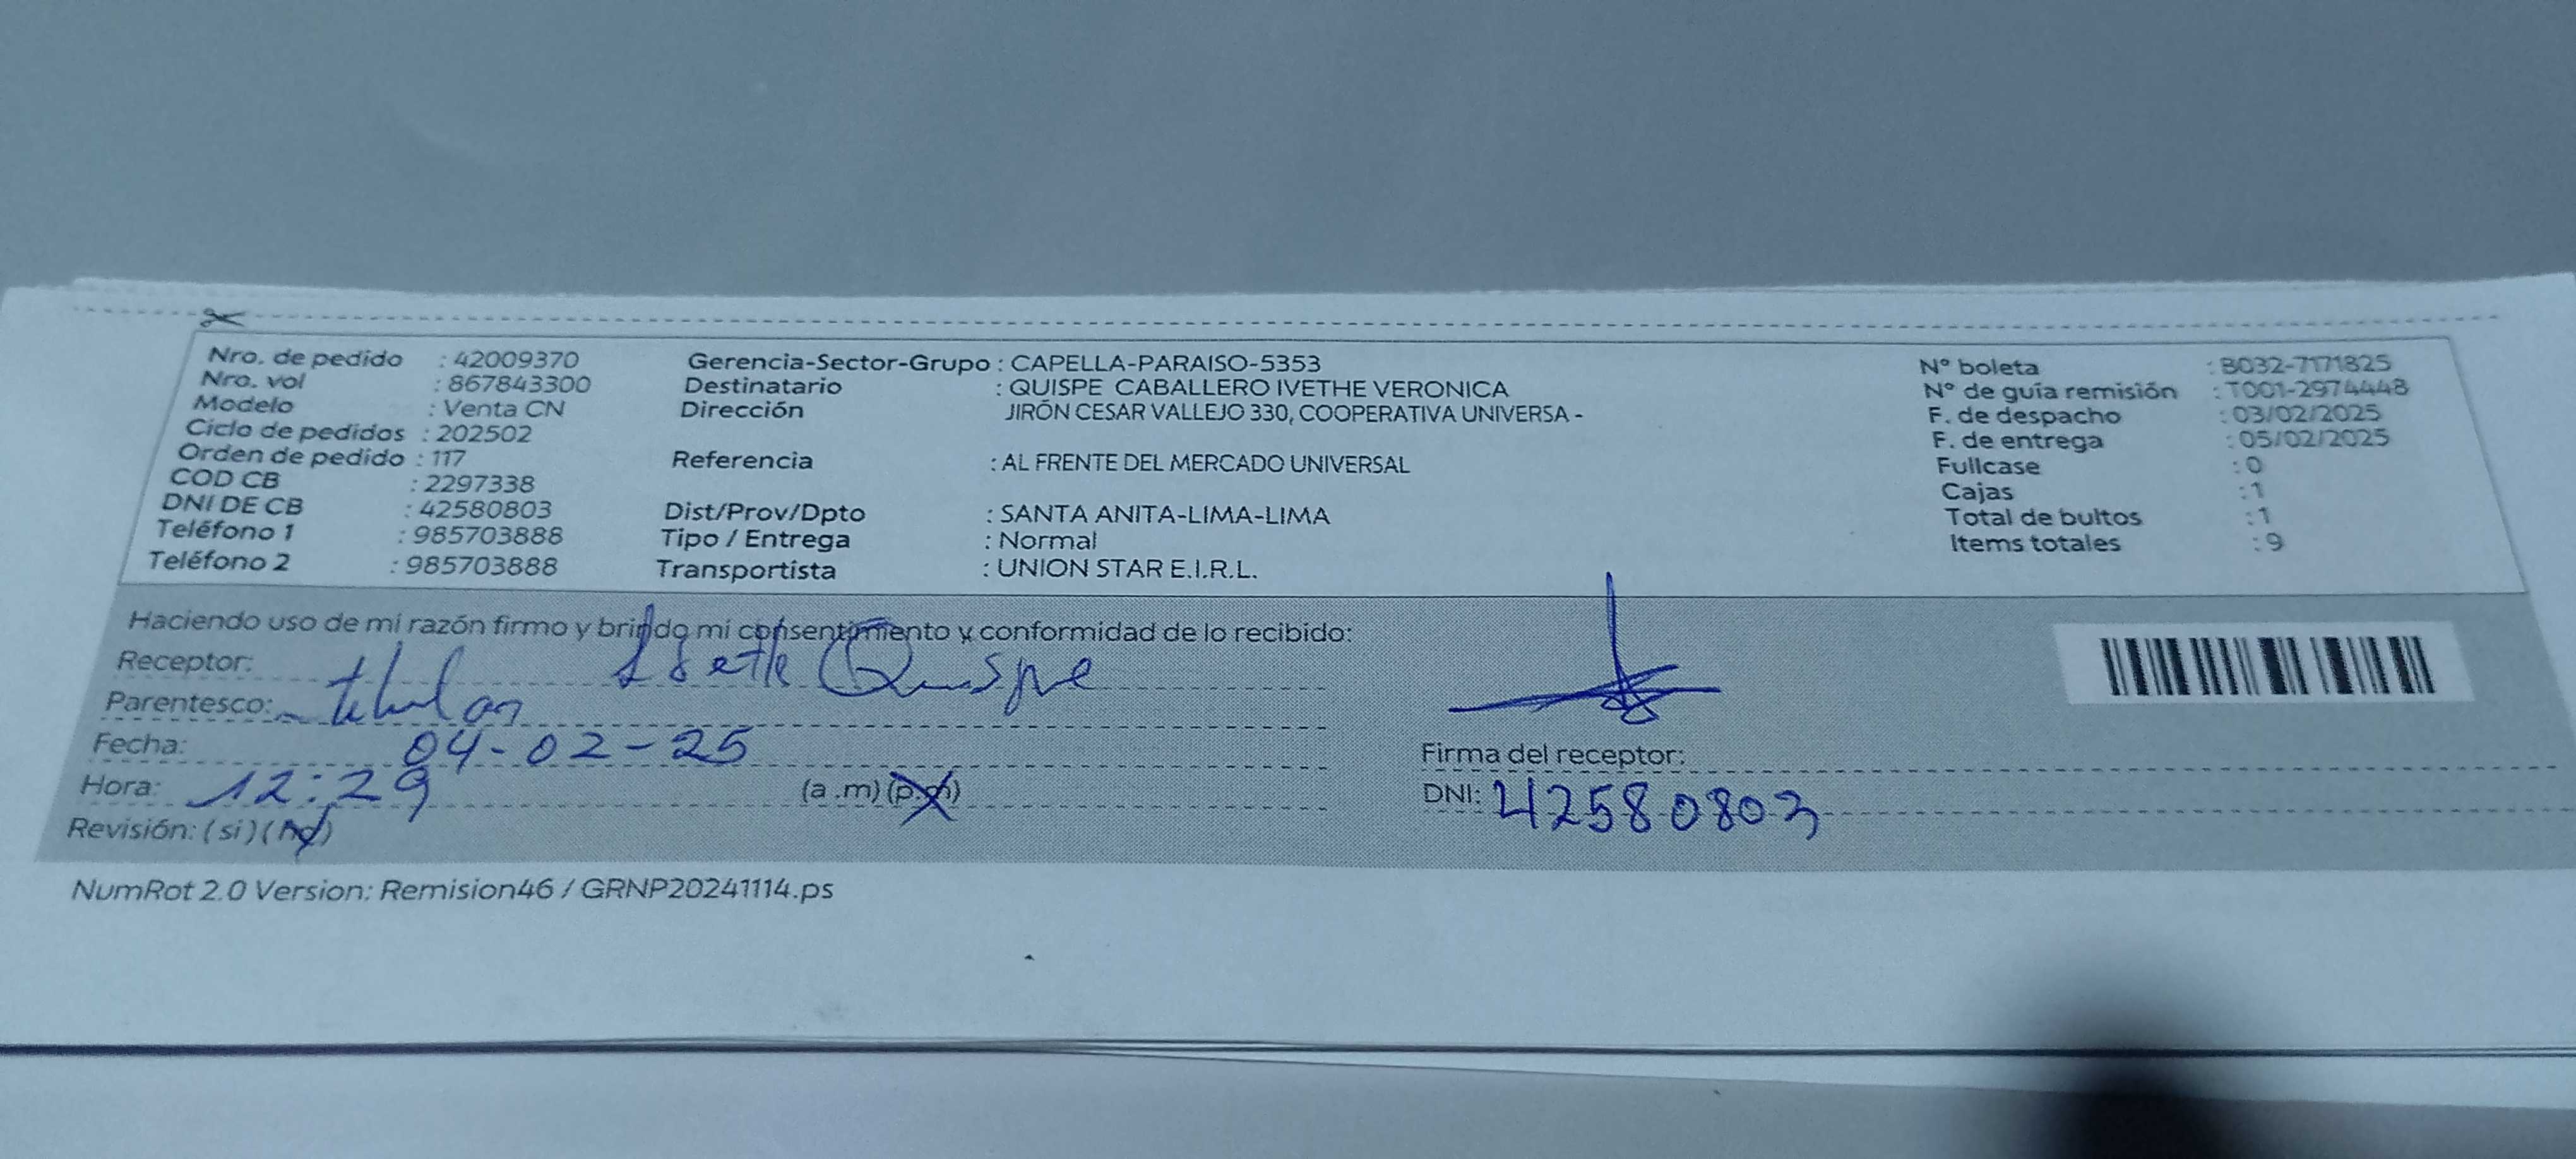 Nro. de pedido : 42009370
Nro. vol : 867843300
Modelo : Venta CN
Ciclo de pedidos : 202502
Orden de pedido : 117
COD CB : 2297338
DNI DE CB : 42580803
Teléfono 1 : 985703888
Teléfono 2 : 985703888
Gerencia-Sector-Grupo : CAPELLA-PARAISO-5353
Destinatario : QUISPE CABALLERO IVETHE VERONICA
Dirección JIRÓN CESAR VALLEJO 330, COOPERATIVA UNIVERSA -
Referencia : AL FRENTE DEL MERCADO UNIVERSAL
Dist/Prov/Dpto : SANTA ANITA-LIMA-LIMA
Tipo / Entrega : Normal
Transportista : UNION STAR E.I.R.L.
N° boleta : B032-7171825
N° de guía remisión : T001-2974448
F. de despacho : 03/02/2025
F. de entrega : 05/02/2025
Fullcase : 0
Cajas : 1
Total de bultos : 1
Items totales : 9
Haciendo uso de mi razón firmo y brindo mi consentimiento y conformidad de lo recibido:
Receptor: Quispe
Parentesco: titular
Fecha: 04-02-25
Hora: 12:29 (a .m) (p.m)
Revisión: (si) (no)
Firma del receptor:
DNI: 42580803
NumRot 2.0 Version: Remision46 / GRNP20241114.ps